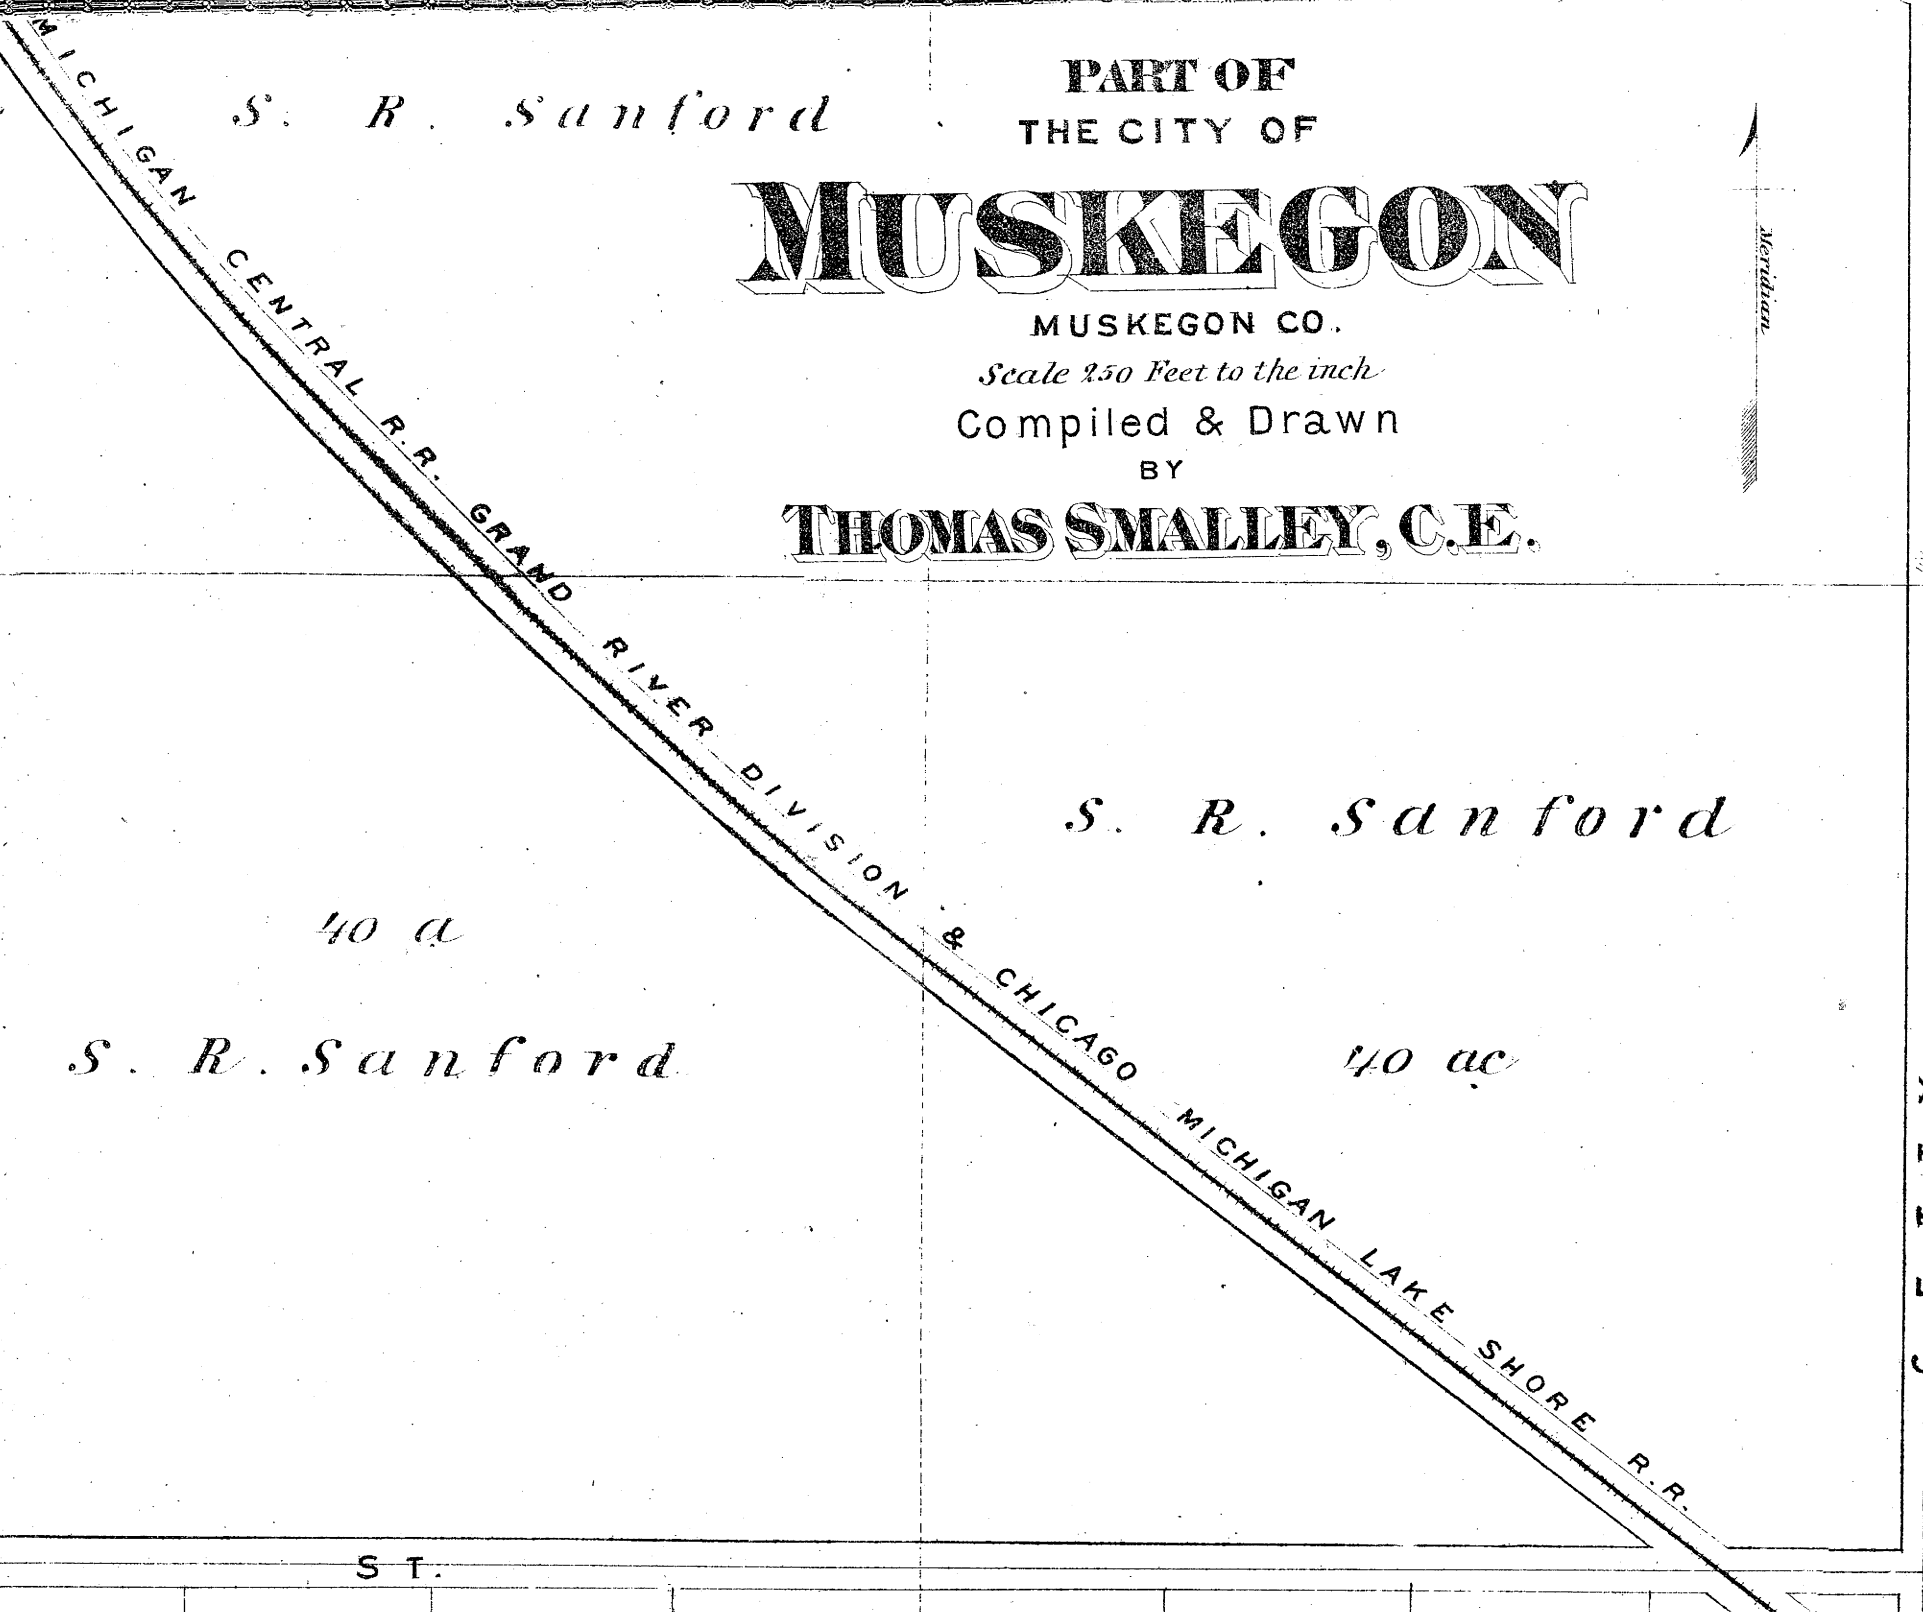 PART OF
THE CITY OF
MUSKEGON
MUSKEGON CO.
Scale 250 Feet to the inch
Compiled & Drawn
BY
THOMAS SMALLEY, C.E.
Meridian
S. R. Sanford
MICHIGAN CENTRAL R.R. GRAND RIVER DIVISION & CHICAGO MICHIGAN LAKE SHORE R.R.
S. R. Sanford
40 ac
40 a
S. R. Sanford
ST.